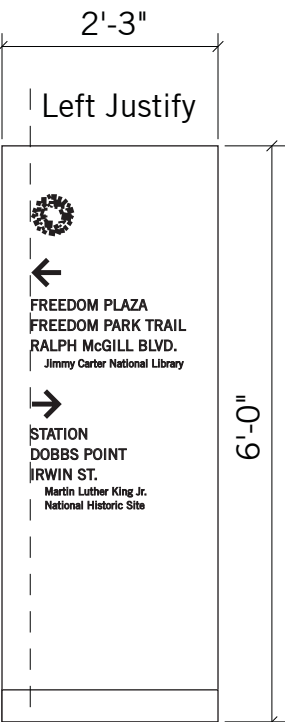 2'-3"
Left Justify
FREEDOM PLAZA
FREEDOM PARK TRAIL
RALPH McGILL BLVD.
Jimmy Carter National Library
6'-0"
STATION
DOBBS POINT
IRWIN ST.
Martin Luther King Jr.
National Historic Site